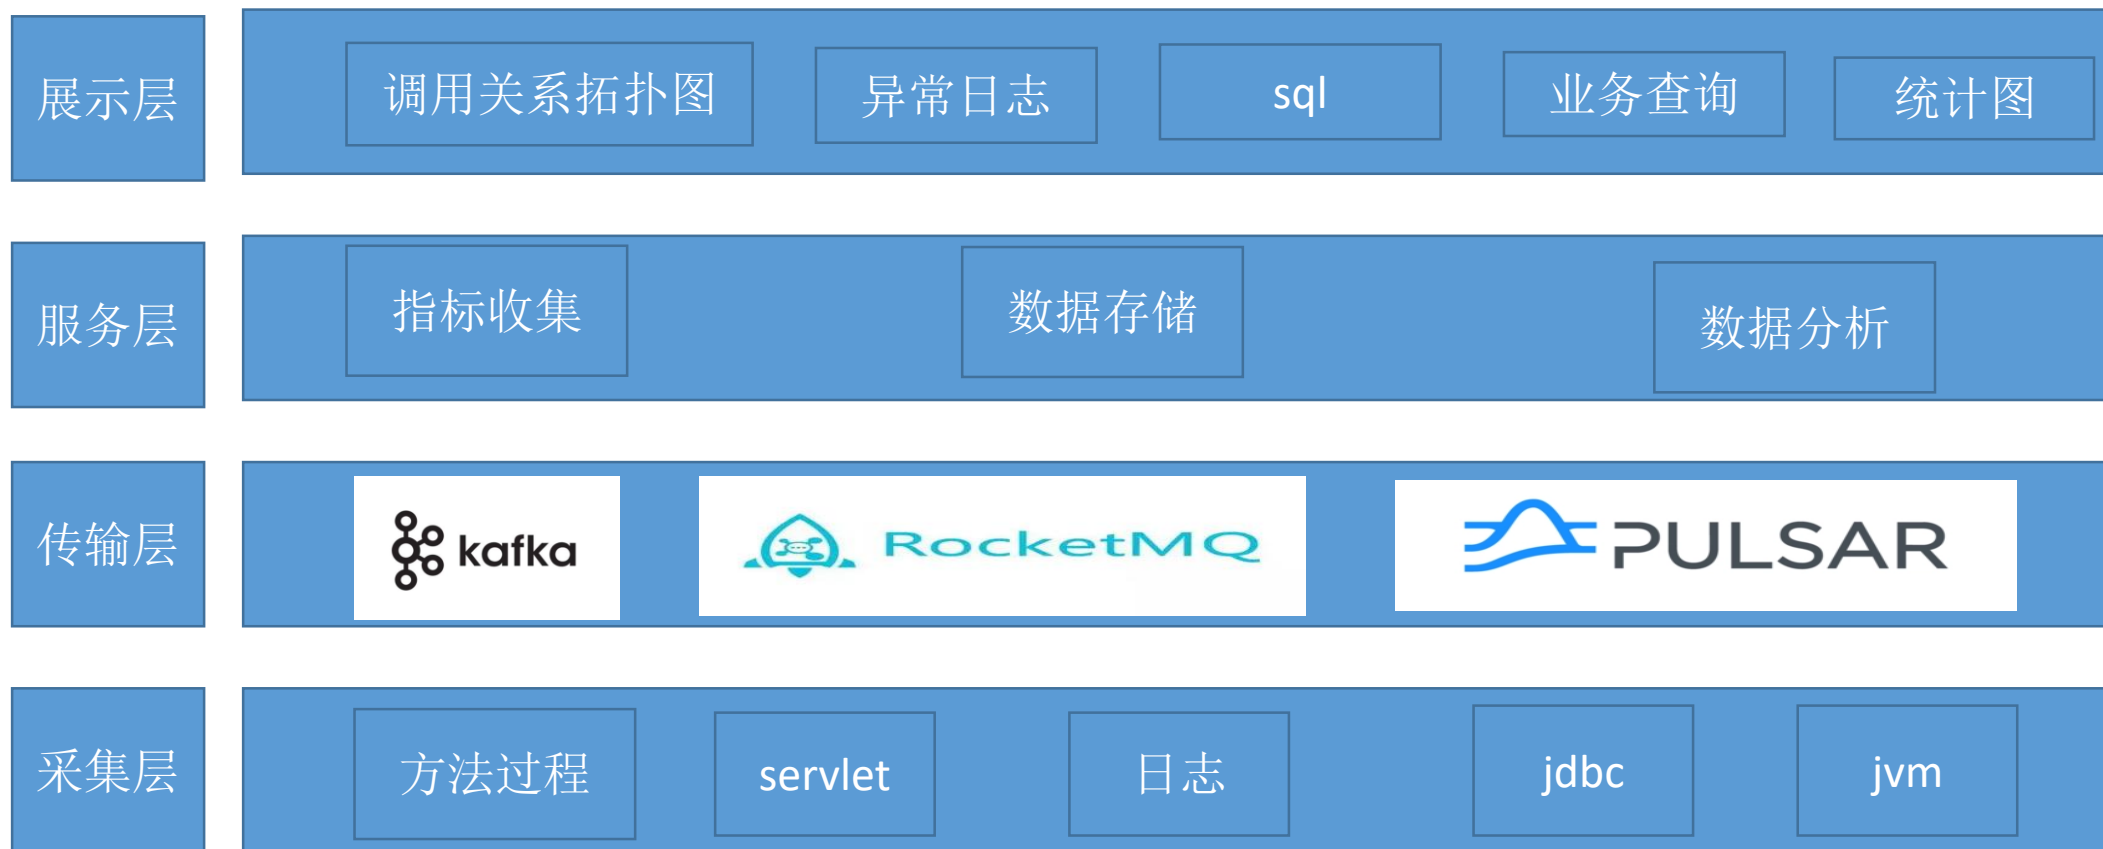 展示层
调用关系拓扑图
异常日志
sql
业务查询
统计图
服务层
指标收集
数据存储
数据分析
传输层
kafka
RocketMQ
PULSAR
采集层
方法过程
servlet
日志
jdbc
jvm